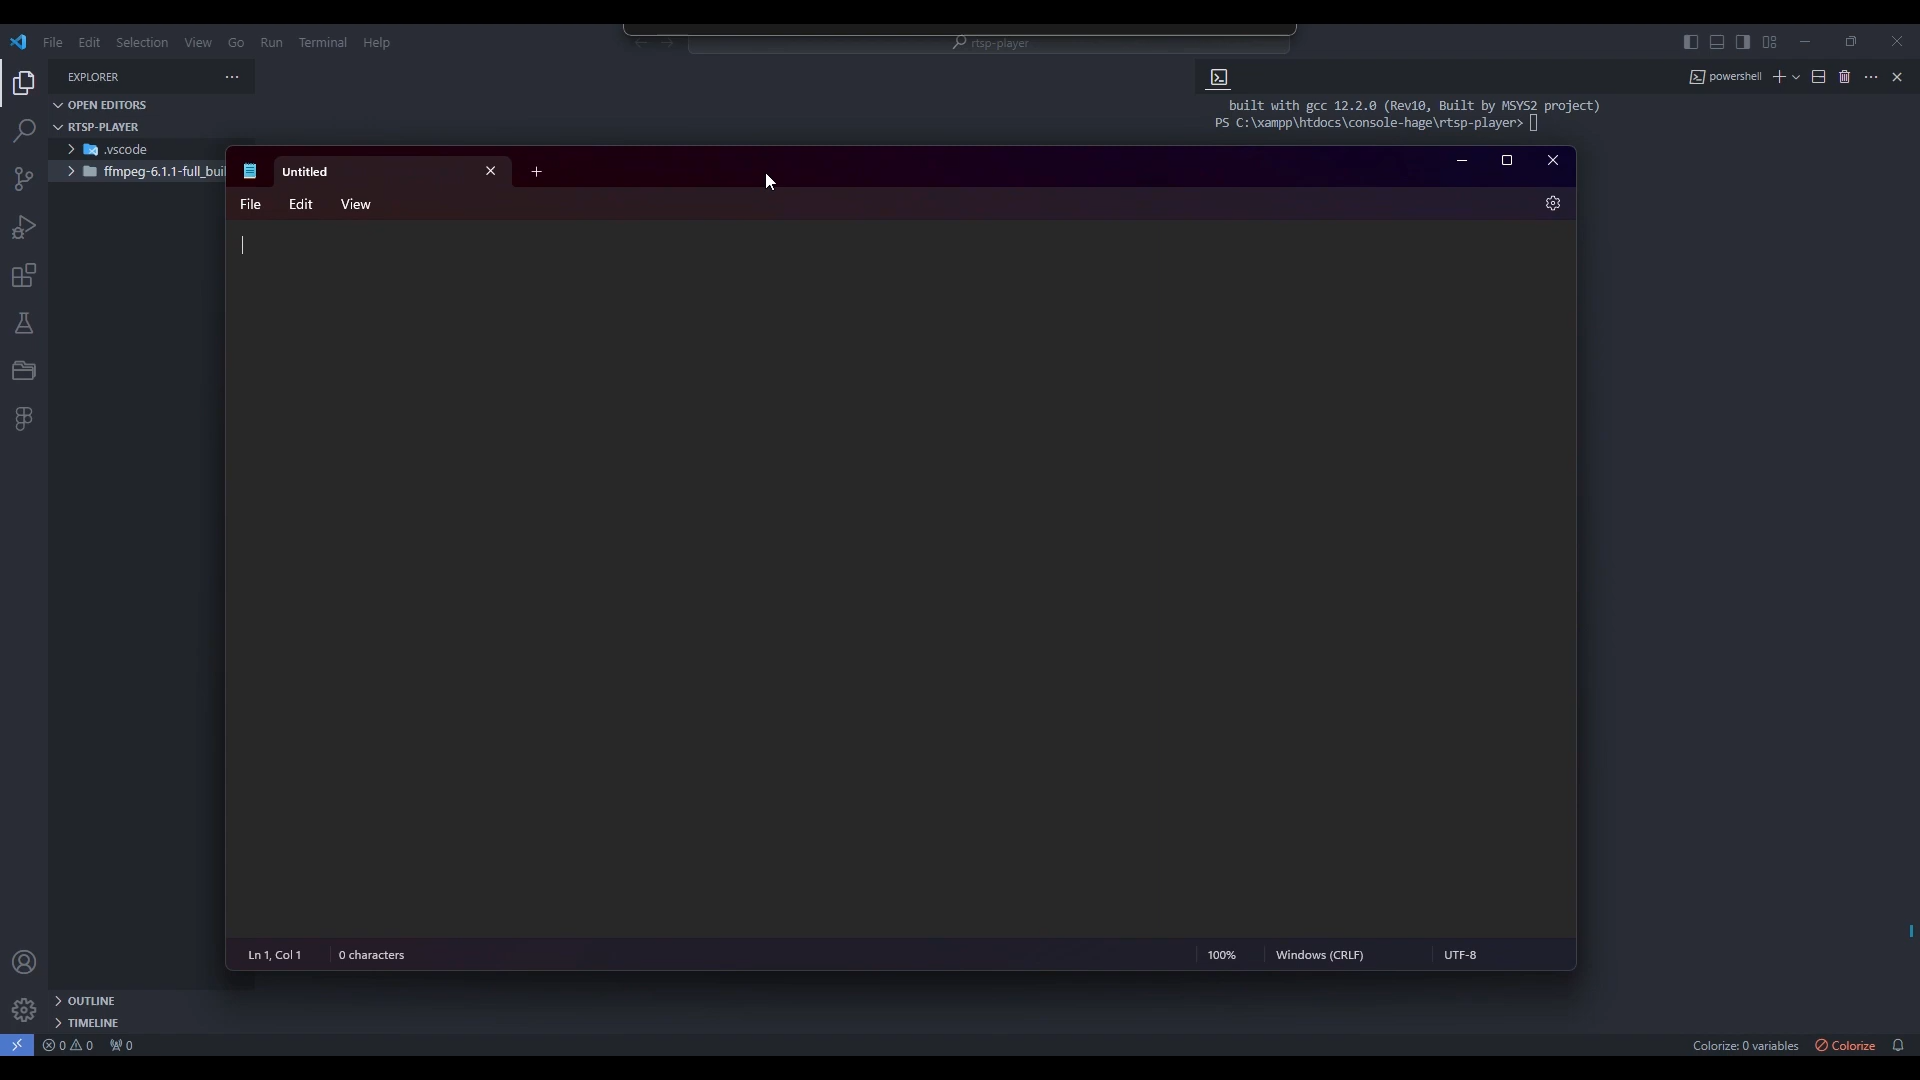 File Edit Selection View Go Run Terminal Help
rtsp-player
EXPLORER
powershell
OPEN EDITORS
RTSP-PLAYER
.vscode
ffmpeg-6.1.1-full_buil
built with gcc 12.2.0 (Rev10, Built by MSYS2 project)
PS C:\xampp\htdocs\console-hage\rtsp-player>
Untitled
File Edit View
Ln 1, Col 1
0 characters
100%
Windows (CRLF)
UTF-8
OUTLINE
TIMELINE
0 0 0
Colorize: 0 variables
Colorize